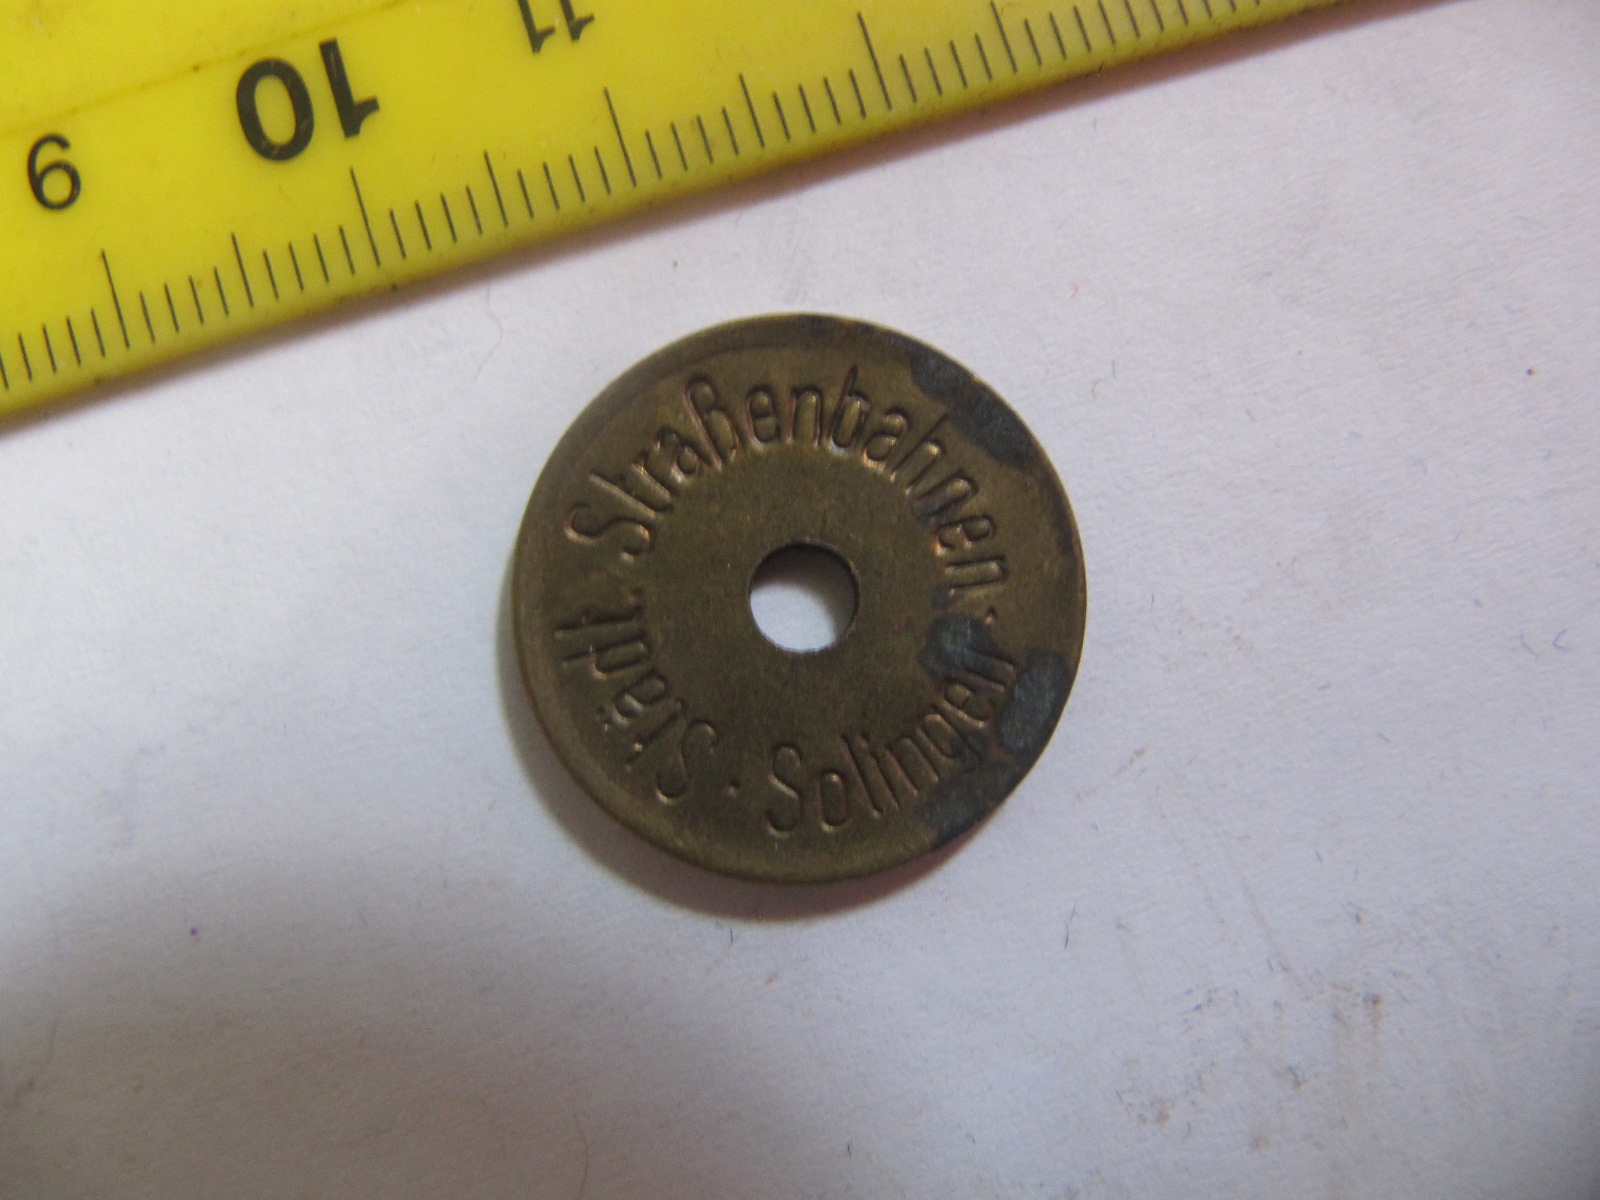 9
10
11
Städt. Straßenbahnen.
· Solingen